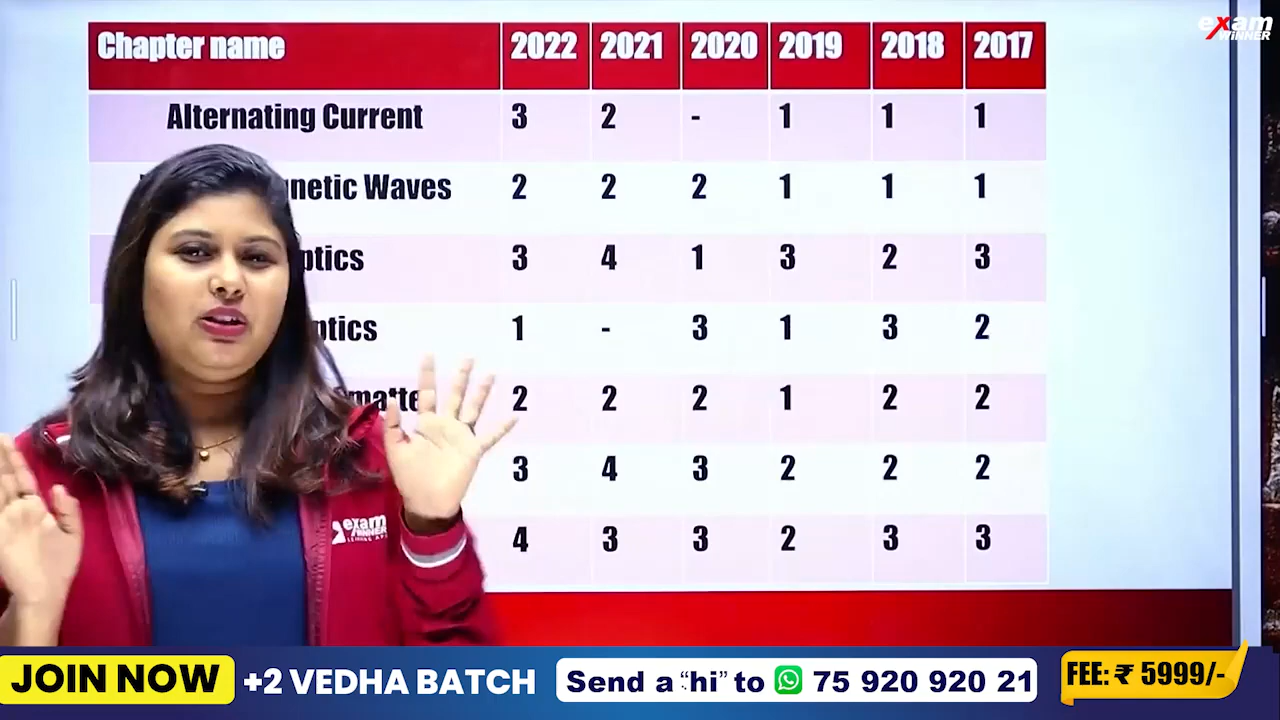 exam
WINNER
Chapter name 2022 2021 2020 2019 2018 2017
Alternating Current 3 2 - 1 1 1
Waves 2 2 2 1 1 1
3 4 1 3 2 3
1 - 3 1 3 2
2 2 2 1 2 2
3 4 3 2 2 2
4 3 3 2 3 3
exam
WINNER
JOIN NOW +2 VEDHA BATCH Send a “hi” to 75 920 920 21 FEE: ₹ 5999/-